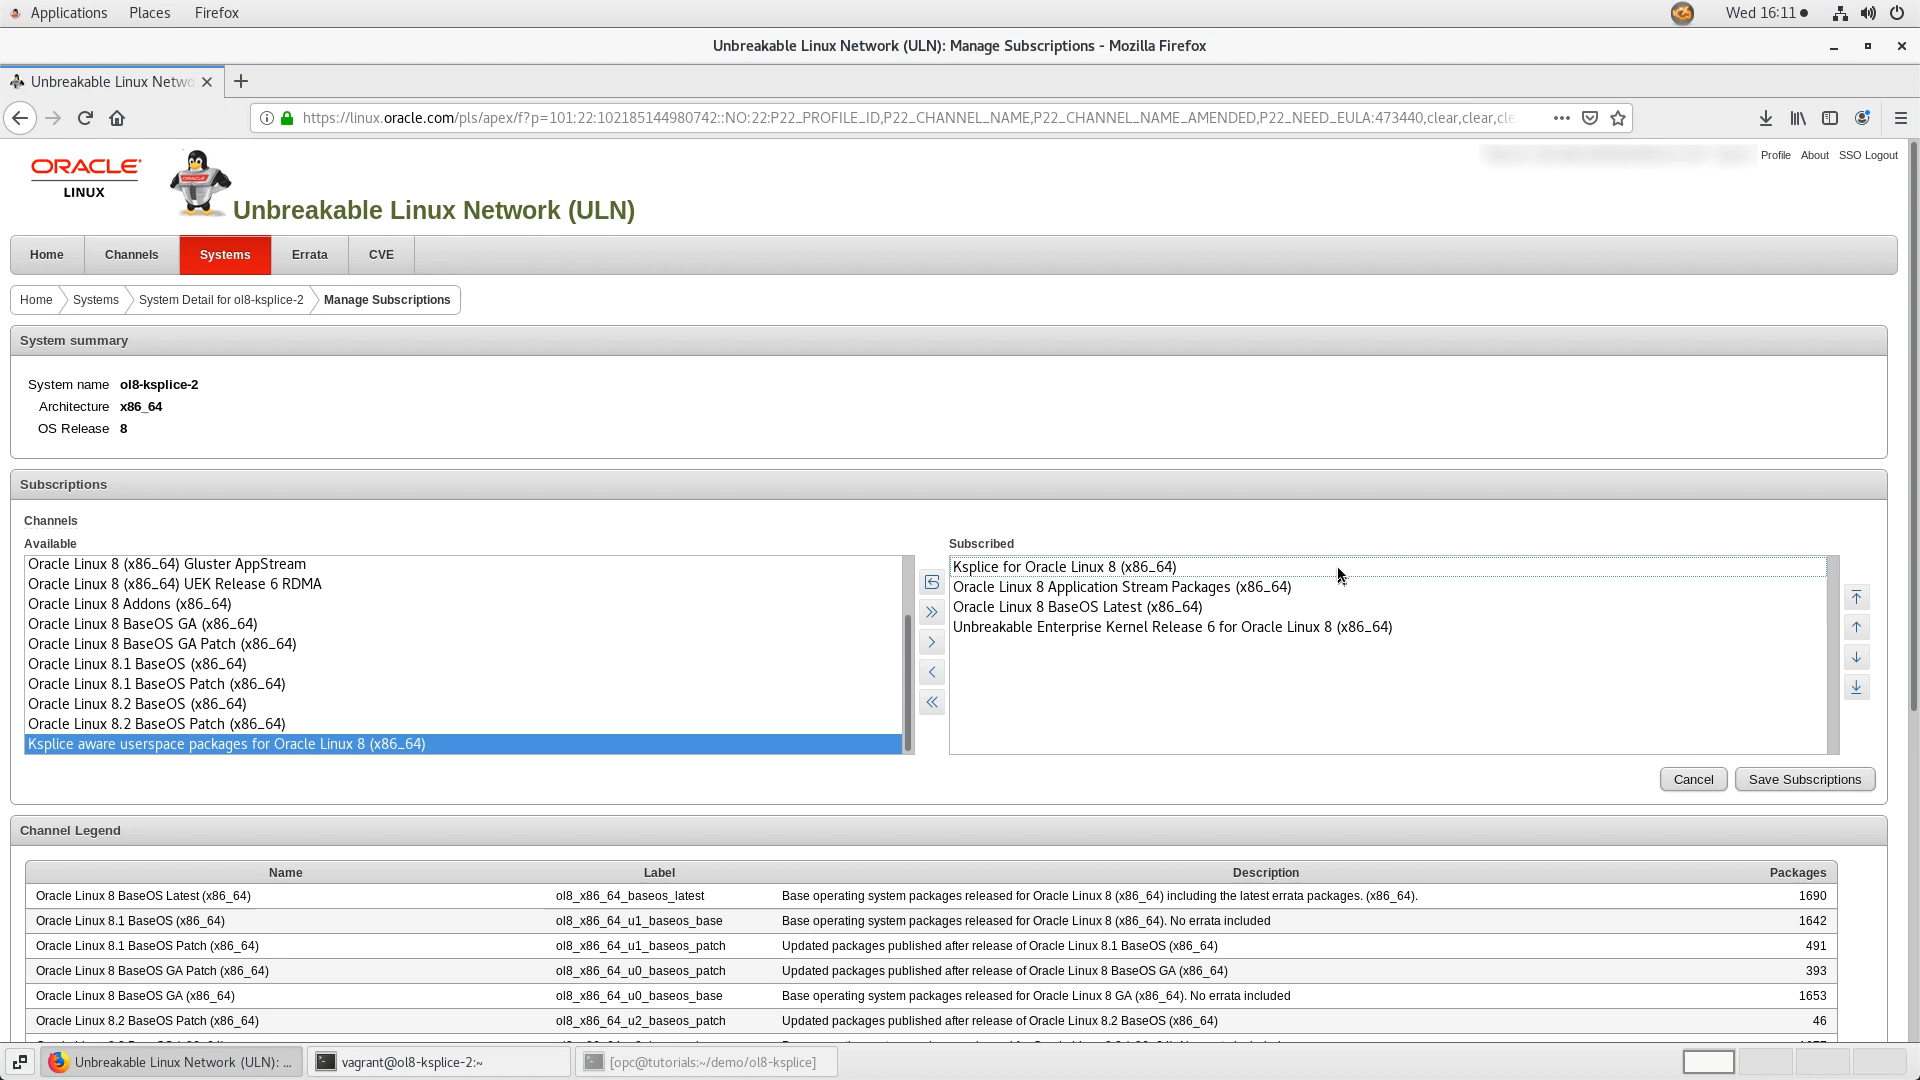 Applications Places Firefox Wed 16:11
Unbreakable Linux Network (ULN): Manage Subscriptions - Mozilla Firefox
Unbreakable Linux Netwo
https://linux.oracle.com/pls/apex/f?p=101:22:102185144980742::NO:22:P22_PROFILE_ID,P22_CHANNEL_NAME,P22_CHANNEL_NAME_AMENDED,P22_NEED_EULA:473440,clear,clear,cle
Profile About SSO Logout
ORACLE
LINUX
ORACLE
Unbreakable Linux Network (ULN)
Home Channels Systems Errata CVE
Home Systems System Detail for ol8-ksplice-2 Manage Subscriptions
System summary
System name ol8-ksplice-2
Architecture x86_64
OS Release 8
Subscriptions
Channels
Available
Oracle Linux 8 (x86_64) Gluster AppStream
Oracle Linux 8 (x86_64) UEK Release 6 RDMA
Oracle Linux 8 Addons (x86_64)
Oracle Linux 8 BaseOS GA (x86_64)
Oracle Linux 8 BaseOS GA Patch (x86_64)
Oracle Linux 8.1 BaseOS (x86_64)
Oracle Linux 8.1 BaseOS Patch (x86_64)
Oracle Linux 8.2 BaseOS (x86_64)
Oracle Linux 8.2 BaseOS Patch (x86_64)
Ksplice aware userspace packages for Oracle Linux 8 (x86_64)
Subscribed
Ksplice for Oracle Linux 8 (x86_64)
Oracle Linux 8 Application Stream Packages (x86_64)
Oracle Linux 8 BaseOS Latest (x86_64)
Unbreakable Enterprise Kernel Release 6 for Oracle Linux 8 (x86_64)
Cancel Save Subscriptions
Channel Legend
Name Label Description Packages
Oracle Linux 8 BaseOS Latest (x86_64) ol8_x86_64_baseos_latest Base operating system packages released for Oracle Linux 8 (x86_64) including the latest errata packages. (x86_64). 1690
Oracle Linux 8.1 BaseOS (x86_64) ol8_x86_64_u1_baseos_base Base operating system packages released for Oracle Linux 8 (x86_64). No errata included 1642
Oracle Linux 8.1 BaseOS Patch (x86_64) ol8_x86_64_u1_baseos_patch Updated packages published after release of Oracle Linux 8.1 BaseOS (x86_64) 491
Oracle Linux 8 BaseOS GA Patch (x86_64) ol8_x86_64_u0_baseos_patch Updated packages published after release of Oracle Linux 8 BaseOS GA (x86_64) 393
Oracle Linux 8 BaseOS GA (x86_64) ol8_x86_64_u0_baseos_base Base operating system packages released for Oracle Linux 8 GA (x86_64). No errata included 1653
Oracle Linux 8.2 BaseOS Patch (x86_64) ol8_x86_64_u2_baseos_patch Updated packages published after release of Oracle Linux 8.2 BaseOS (x86_64) 46
Unbreakable Linux Network (ULN): ... vagrant@ol8-ksplice-2:~ [opc@tutorials:~/demo/ol8-ksplice]